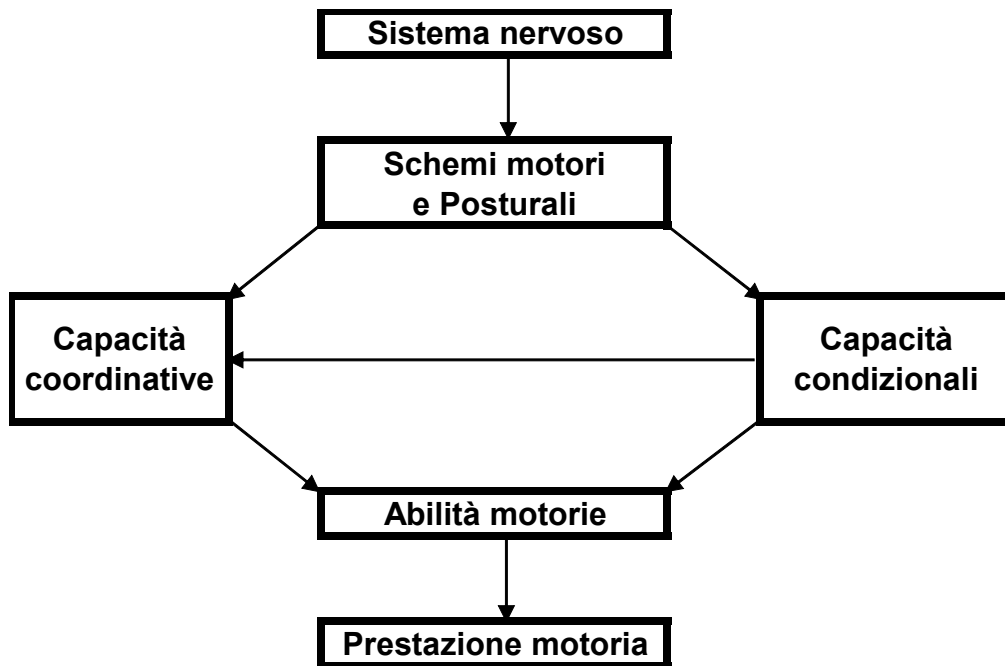 Sistema nervoso
Schemi motori
e Posturali
Capacità
coordinative
Capacità
condizionali
Abilità motorie
Prestazione motoria